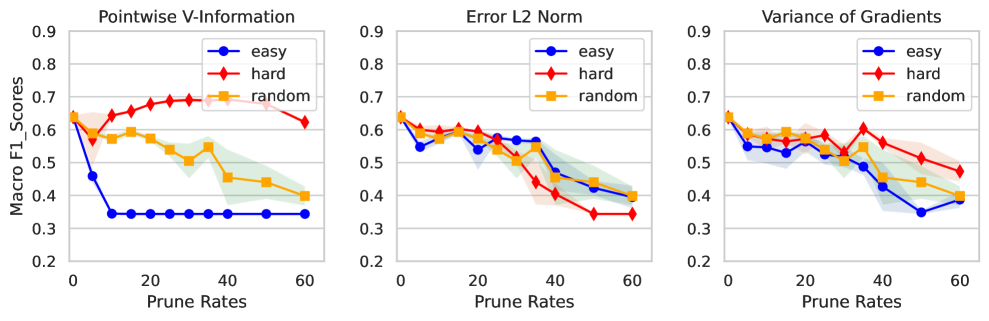 Pointwise V-Information
Error L2 Norm
Variance of Gradients
Macro F1_Scores
0.9
0.8
0.7
0.6
0.5
0.4
0.3
0.2
0
20
40
60
Prune Rates
easy
hard
random
0.9
0.8
0.7
0.6
0.5
0.4
0.3
0.2
0
20
40
60
Prune Rates
easy
hard
random
0.9
0.8
0.7
0.6
0.5
0.4
0.3
0.2
0
20
40
60
Prune Rates
easy
hard
random